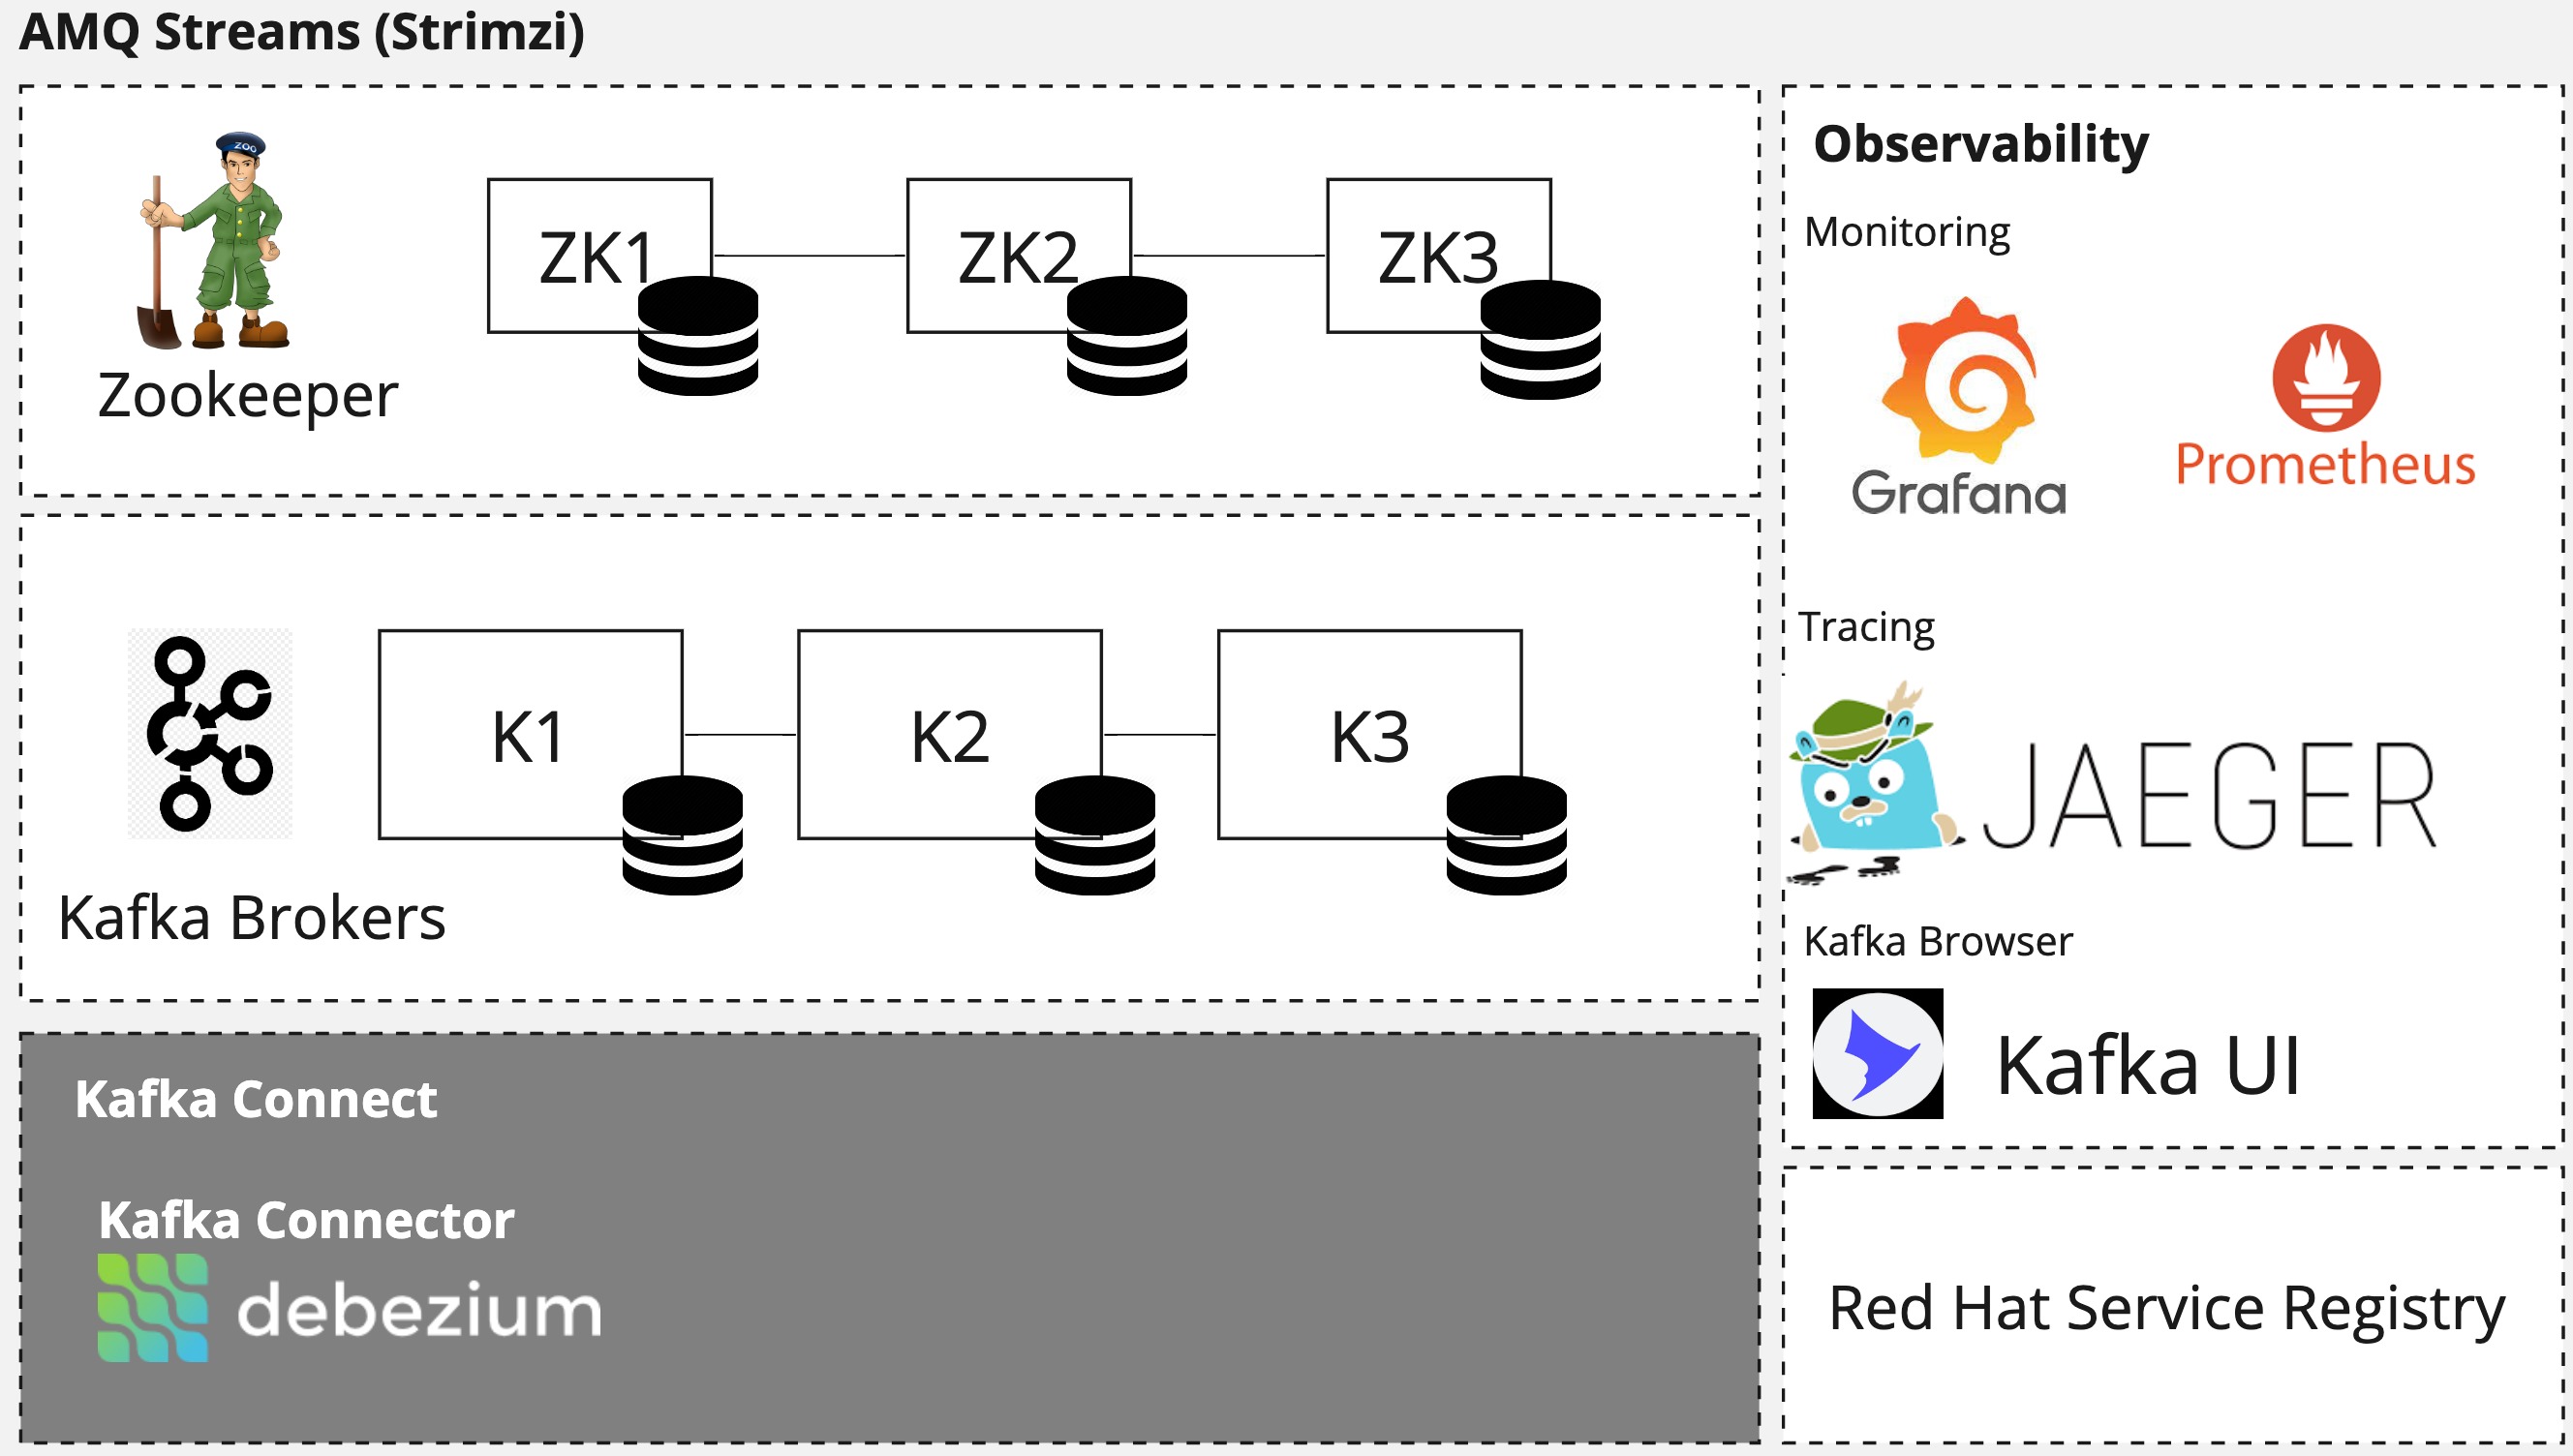 AMQ Streams (Strimzi)
ZOO
Zookeeper
ZK1
ZK2
ZK3
Kafka Brokers
K1
K2
K3
Kafka Connect
Kafka Connector
debezium
Observability
Monitoring
Grafana
Prometheus
Tracing
JAEGER
Kafka Browser
Kafka UI
Red Hat Service Registry